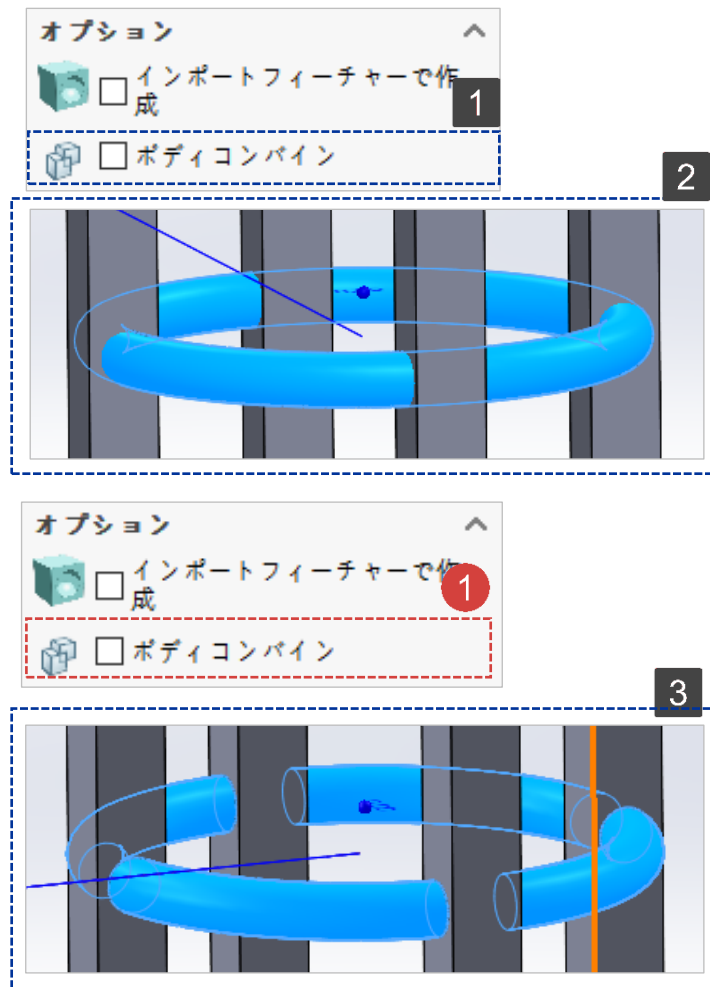 オプション
インポートフィーチャーで作
成
1
ボディコンバイン
2
オプション
インポートフィーチャーで作
成
1
ボディコンバイン
3